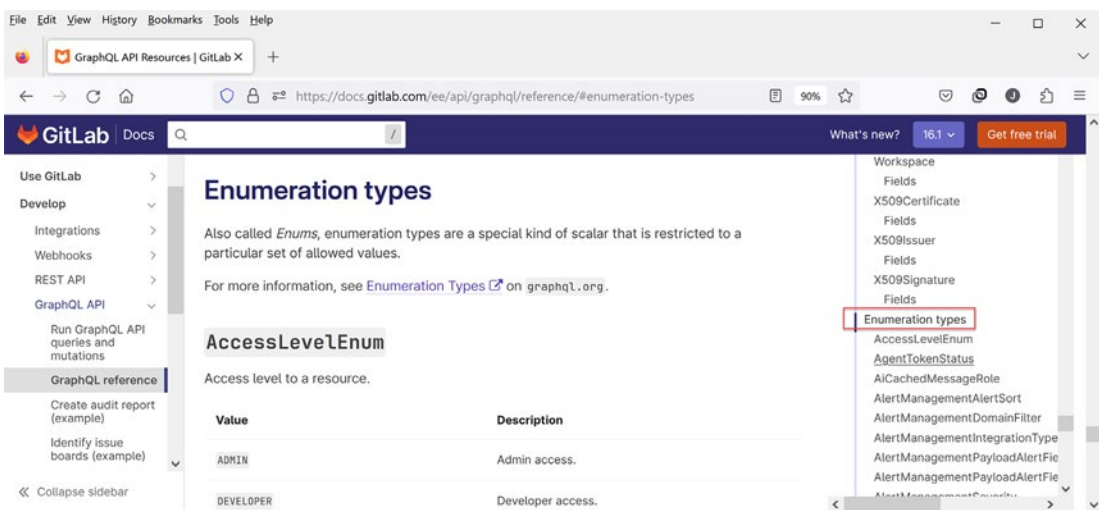 File Edit View History Bookmarks Tools Help
GraphQL API Resources | GitLab
https://docs.gitlab.com/ee/api/graphql/reference/#enumeration-types
90%
GitLab Docs
/
What's new?
16.1
Get free trial
Use GitLab
Develop
Integrations
Webhooks
REST API
GraphQL API
Run GraphQL API
queries and
mutations
GraphQL reference
Create audit report
(example)
Identify issue
boards (example)
Collapse sidebar
Enumeration types
Also called Enums, enumeration types are a special kind of scalar that is restricted to a
particular set of allowed values.
For more information, see Enumeration Types on graphql.org.
AccessLevelEnum
Access level to a resource.
Value Description
ADMIN Admin access.
DEVELOPER Developer access.
Workspace
Fields
X509Certificate
Fields
X509Issuer
Fields
X509Signature
Fields
Enumeration types
AccessLevelEnum
AgentTokenStatus
AiCachedMessageRole
AlertManagementAlertSort
AlertManagementDomainFilter
AlertManagementIntegrationType
AlertManagementPayloadAlertFie
AlertManagementPayloadAlertFie
AlertManagementSeverity